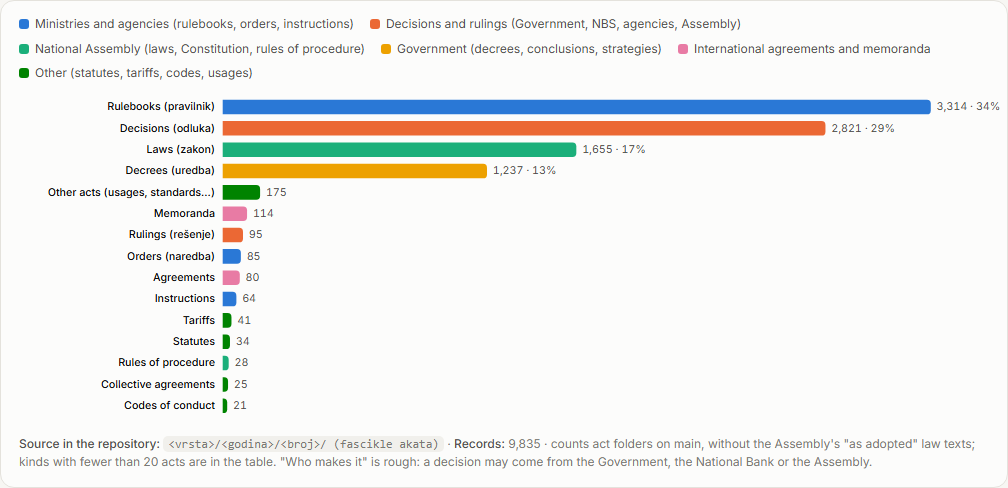 Ministries and agencies (rulebooks, orders, instructions) Decisions and rulings (Government, NBS, agencies, Assembly)
National Assembly (laws, Constitution, rules of procedure) Government (decrees, conclusions, strategies) International agreements and memoranda
Other (statutes, tariffs, codes, usages)
Rulebooks (pravilnik) 3,314 · 34%
Decisions (odluka) 2,821 · 29%
Laws (zakon) 1,655 · 17%
Decrees (uredba) 1,237 · 13%
Other acts (usages, standards...) 175
Memoranda 114
Rulings (rešenje) 95
Orders (naredba) 85
Agreements 80
Instructions 64
Tariffs 41
Statutes 34
Rules of procedure 28
Collective agreements 25
Codes of conduct 21
Source in the repository: <vrsta>/<godina>/<broj>/ (fascikle akata) · Records: 9,835 · counts act folders on main, without the Assembly's "as adopted" law texts;
kinds with fewer than 20 acts are in the table. "Who makes it" is rough: a decision may come from the Government, the National Bank or the Assembly.